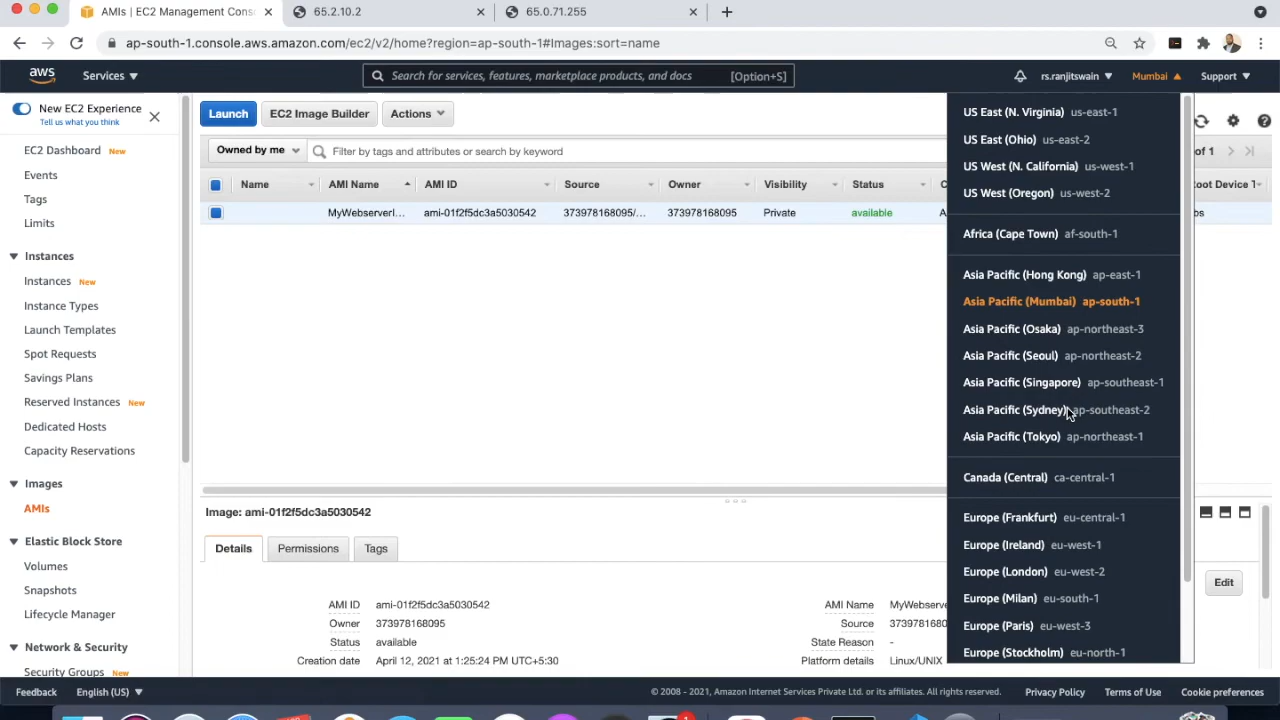 AMIs | EC2 Management Conso
65.2.10.2
65.0.71.255
ap-south-1.console.aws.amazon.com/ec2/v2/home?region=ap-south-1#Images:sort=name
aws Services Search for services, features, marketplace products, and docs [Option+S] rs.ranjitswain Mumbai Support
New EC2 Experience
Tell us what you think
EC2 Dashboard New
Events
Tags
Limits
Instances
Instances New
Instance Types
Launch Templates
Spot Requests
Savings Plans
Reserved Instances New
Dedicated Hosts
Capacity Reservations
Images
AMIs
Elastic Block Store
Volumes
Snapshots
Lifecycle Manager
Network & Security
Security Groups New
Launch EC2 Image Builder Actions
Owned by me Filter by tags and attributes or search by keyword of 1
Name AMI Name AMI ID Source Owner Visibility Status C oot Device T
MyWebserverI... ami-01f2f5dc3a5030542 373978168095/... 373978168095 Private available A bs
US East (N. Virginia) us-east-1
US East (Ohio) us-east-2
US West (N. California) us-west-1
US West (Oregon) us-west-2
Africa (Cape Town) af-south-1
Asia Pacific (Hong Kong) ap-east-1
Asia Pacific (Mumbai) ap-south-1
Asia Pacific (Osaka) ap-northeast-3
Asia Pacific (Seoul) ap-northeast-2
Asia Pacific (Singapore) ap-southeast-1
Asia Pacific (Sydney) ap-southeast-2
Asia Pacific (Tokyo) ap-northeast-1
Canada (Central) ca-central-1
Europe (Frankfurt) eu-central-1
Europe (Ireland) eu-west-1
Europe (London) eu-west-2
Europe (Milan) eu-south-1
Europe (Paris) eu-west-3
Europe (Stockholm) eu-north-1
Image: ami-01f2f5dc3a5030542
Details Permissions Tags
Edit
AMI ID ami-01f2f5dc3a5030542 AMI Name MyWebserve
Owner 373978168095 Source 373978168095
Status available State Reason -
Creation date April 12, 2021 at 1:25:24 PM UTC+5:30 Platform details Linux/UNIX
Feedback English (US) © 2008 - 2021, Amazon Internet Services Private Ltd. or its affiliates. All rights reserved. Privacy Policy Terms of Use Cookie preferences